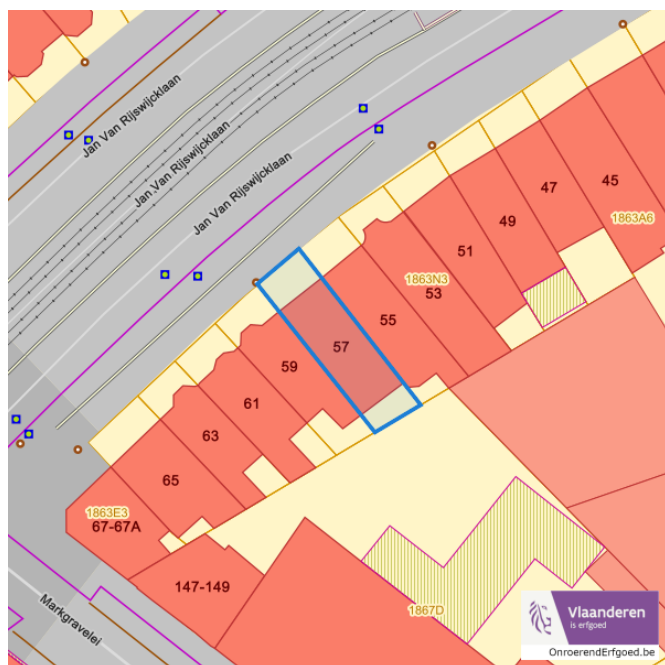 Jan Van Rijswijcklaan
Jan Van Rijswijcklaan
Jan Van Rijswijcklaan
45
1863A6
47
49
51
1863N3
53
55
57
59
61
63
65
1863E3
67-67A
147-149
Markgravelei
1867D
Vlaanderen
is erfgoed
OnroerendErfgoed.be